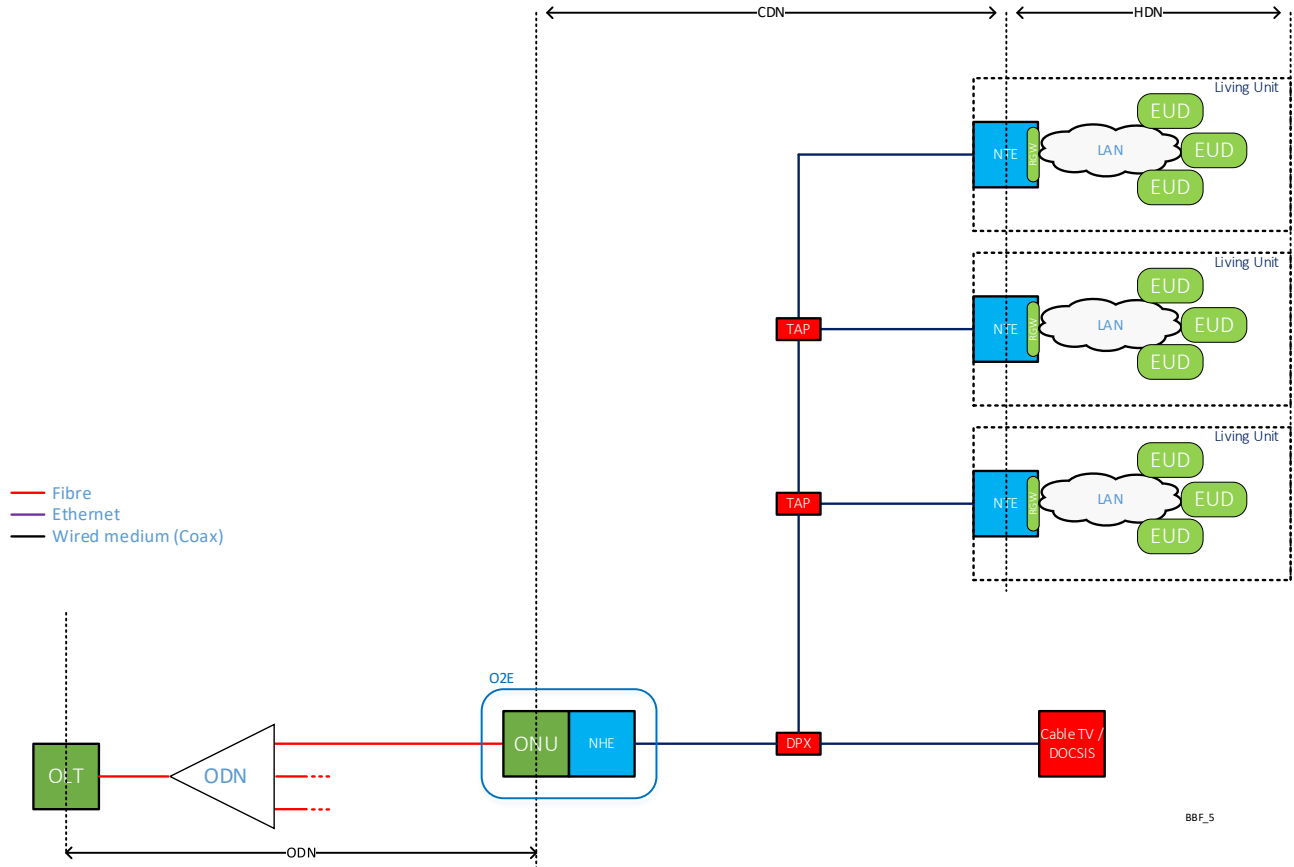 CDN
HDN
Living Unit
EUD
NTE
RGW
LAN
EUD
EUD
Living Unit
EUD
TAP
NTE
RGW
LAN
EUD
EUD
Living Unit
EUD
Fibre
Ethernet
Wired medium (Coax)
TAP
NTE
RGW
LAN
EUD
EUD
O2E
OLT
ODN
ONU
NHE
DPX
Cable TV /
DOCSIS
BBF_5
ODN